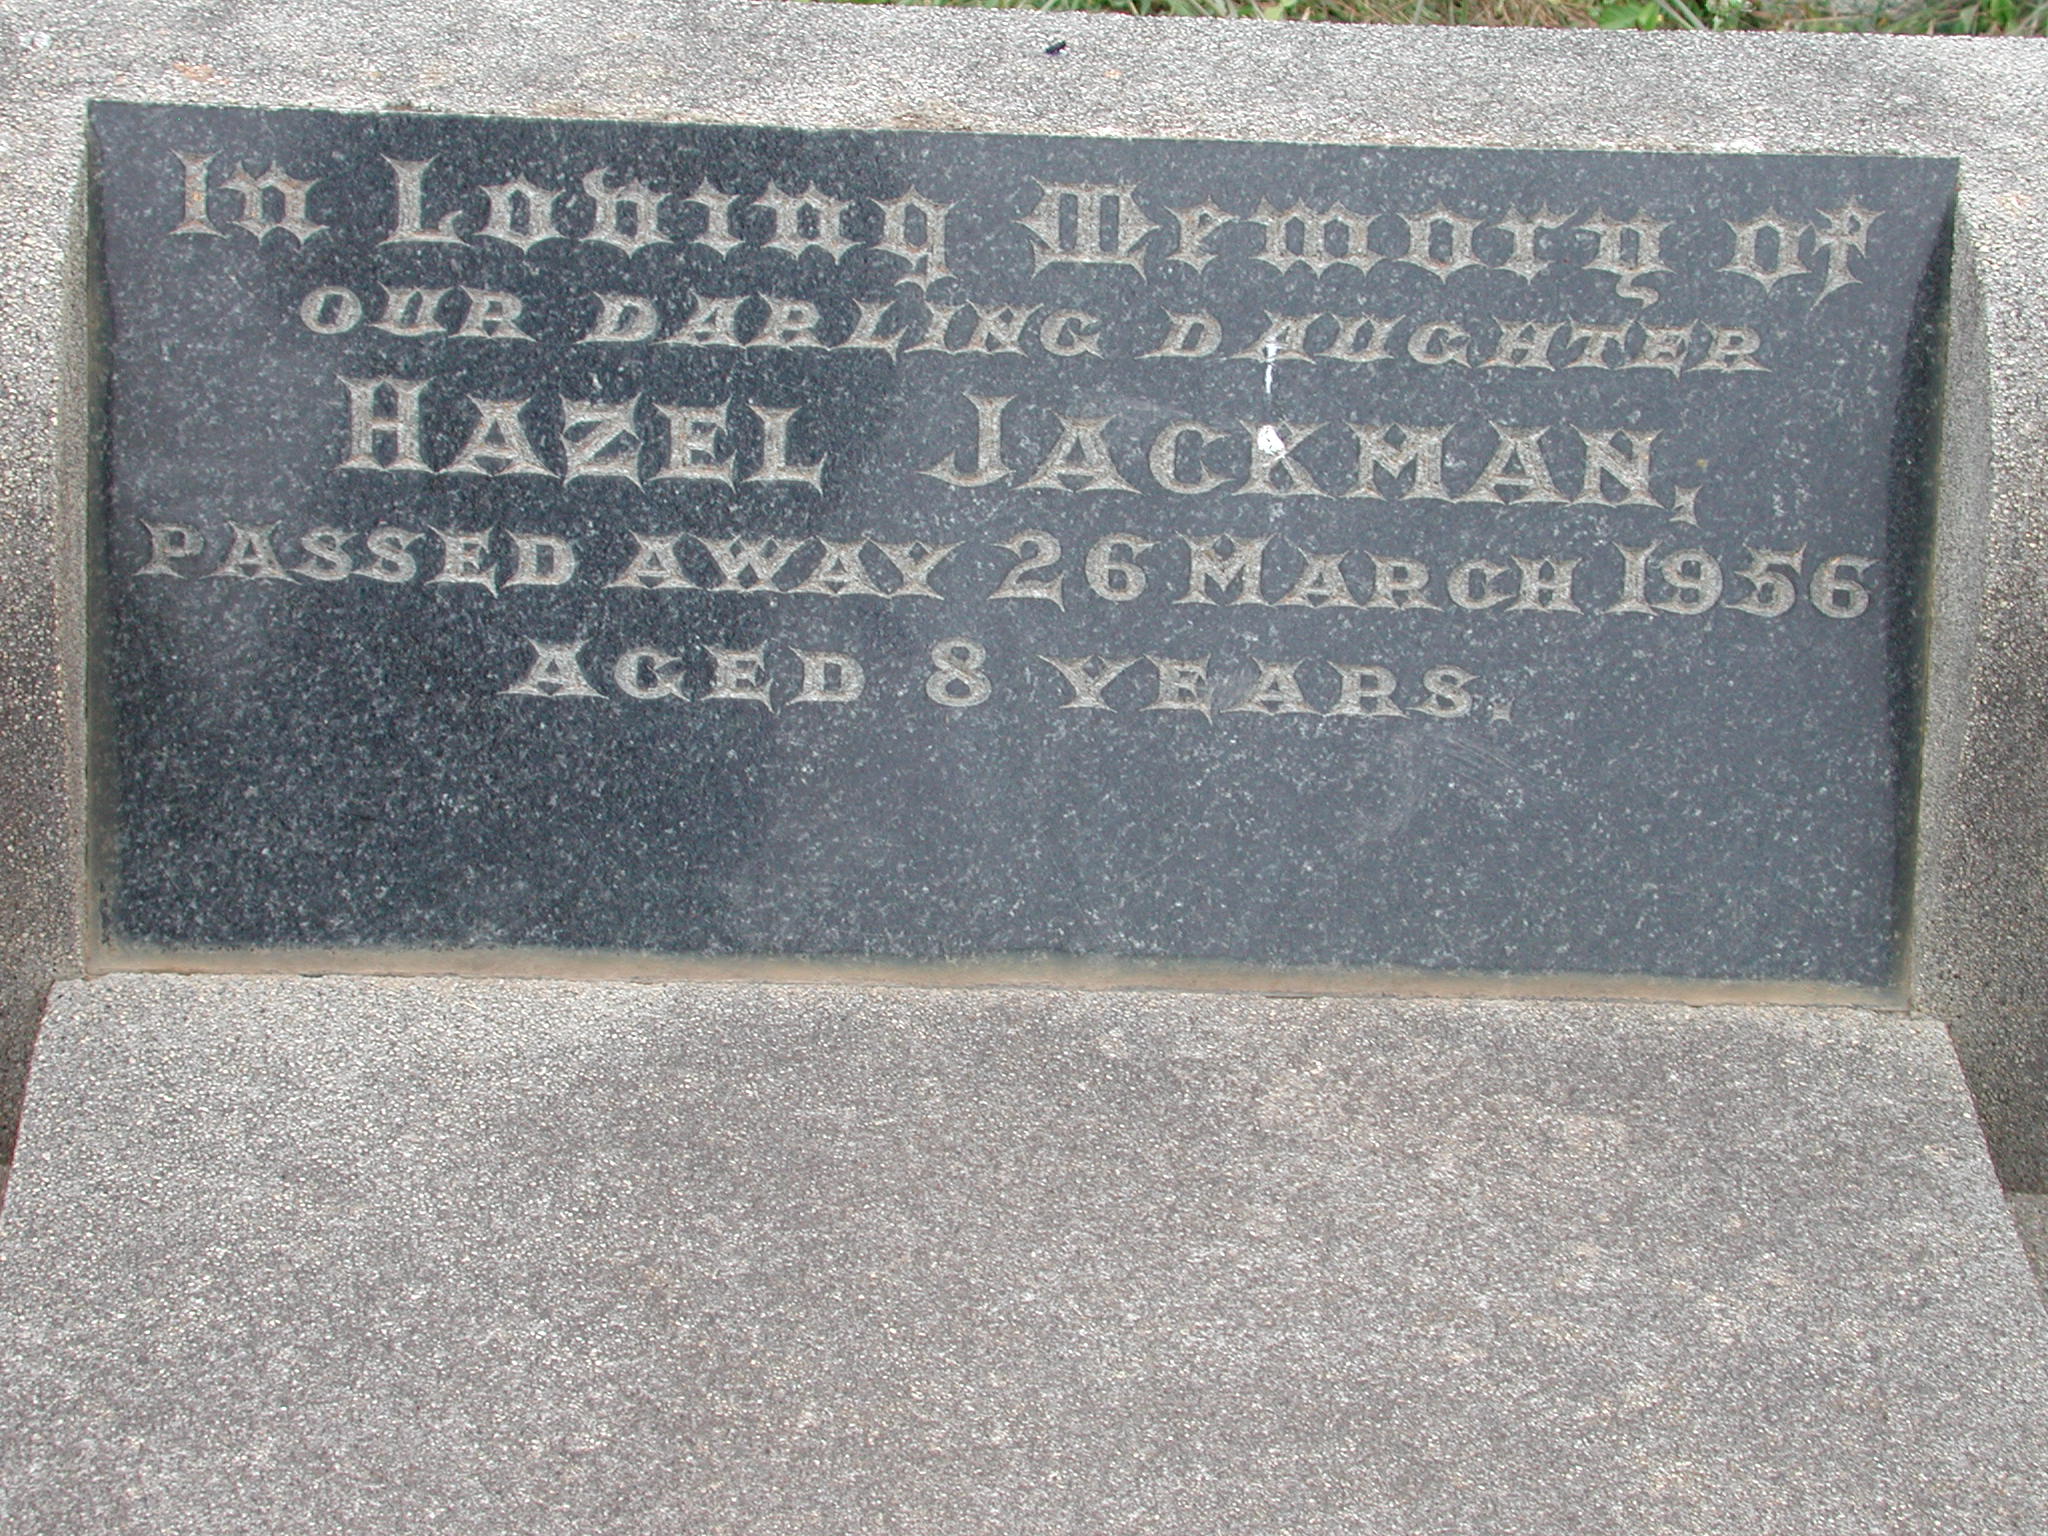 In Loving Memory of
OUR DARLING DAUGHTER
HAZEL JACKMAN,
PASSED AWAY 26 MARCH 1956
AGED 8 YEARS.